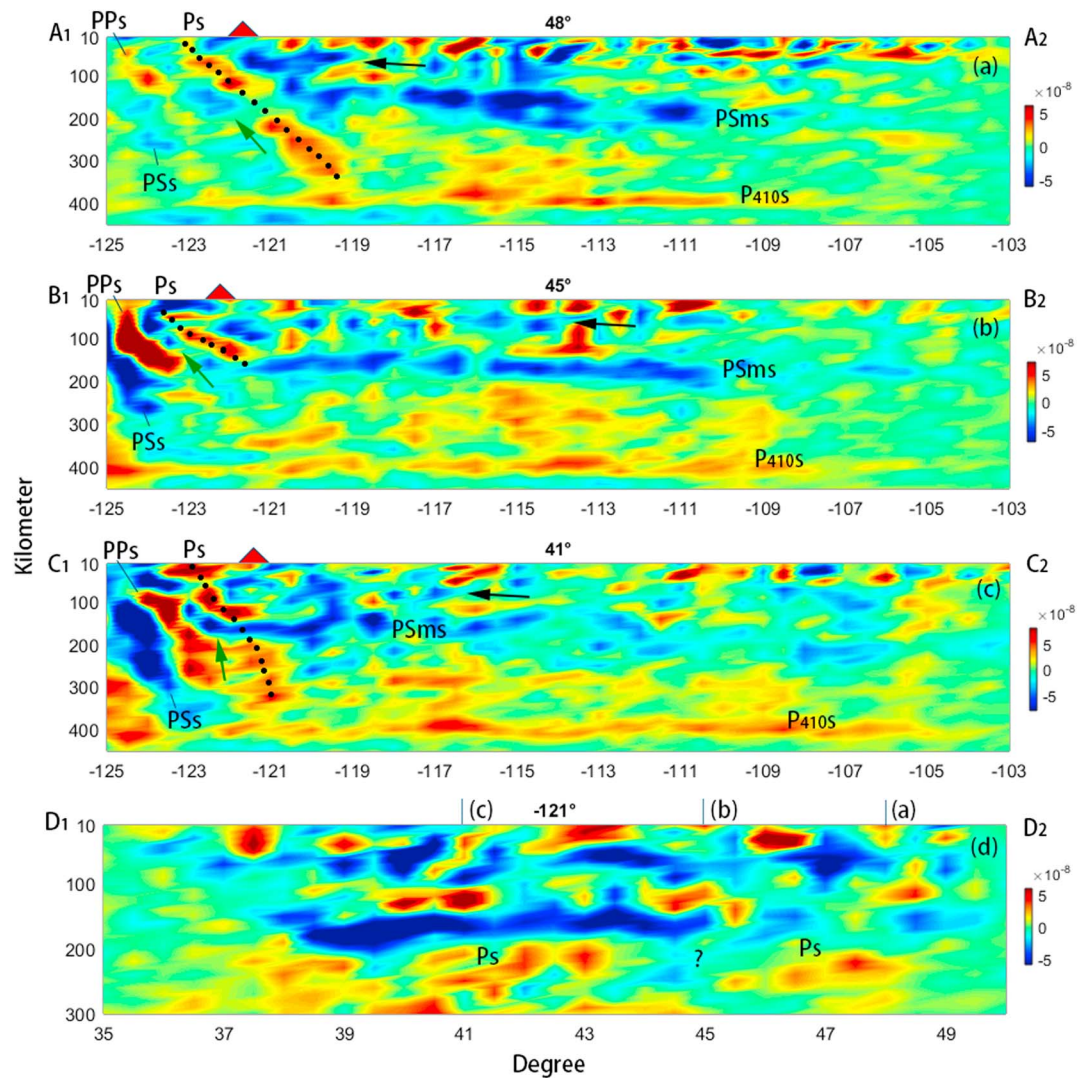 PPs Ps 48°
A1 A2
10 (a)
100 ×10-8
5
200 PSms 0
300 PSs -5
400 P410S
-125 -123 -121 -119 -117 -115 -113 -111 -109 -107 -105 -103
PPs Ps 45°
B1 B2
10 (b)
100 ×10-8
5
200 PSms 0
300 PSs -5
400 P410S
-125 -123 -121 -119 -117 -115 -113 -111 -109 -107 -105 -103
Kilometer
PPs Ps 41°
C1 C2
10 (c)
100 ×10-8
PSms 5
200 0
300 PSs -5
400 P410S
-125 -123 -121 -119 -117 -115 -113 -111 -109 -107 -105 -103
(c) -121° (b) (a)
D1 D2
10 (d)
100 ×10-8
5
200 Ps ? Ps 0
-5
300
35 37 39 41 43 45 47 49
Degree